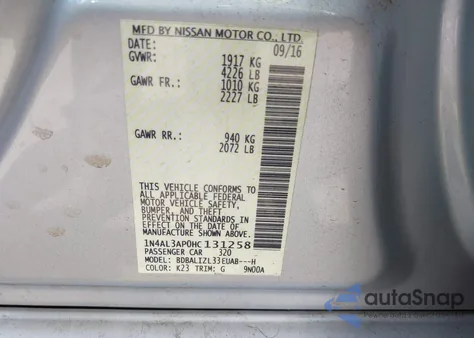 MFD BY NISSAN MOTOR CO., LTD.
DATE: 09/16
GVWR: 1917 KG
4226 LB
GAWR FR.: 1010 KG
2227 LB
GAWR RR.: 940 KG
2072 LB
THIS VEHICLE CONFORMS TO
ALL APPLICABLE FEDERAL
MOTOR VEHICLE SAFETY,
BUMPER, AND THEFT
PREVENTION STANDARDS
IN EFFECT ON THE DATE OF
MANUFACTURE SHOWN ABOVE.
1N4AL3AP0HC131258
PASSENGER CAR 320
MODEL: BDBALIZL33EUAB---H
COLOR: K23 TRIM: G 9N00A
autoSnap